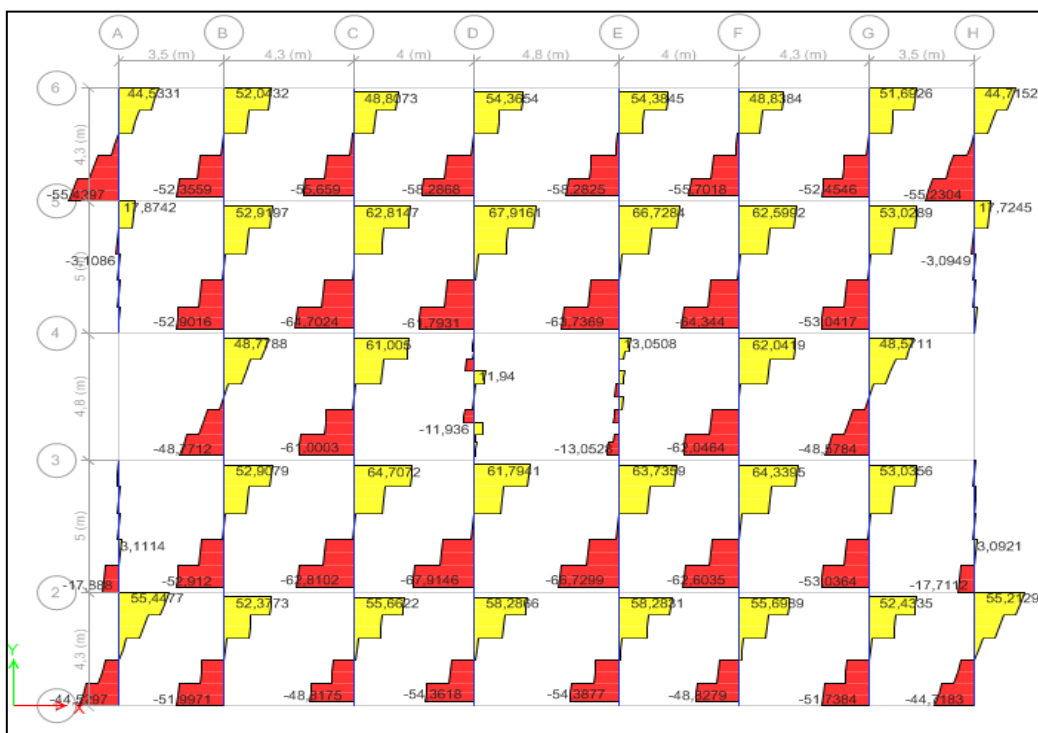 A B C D E F G H
3,5 (m) 4,3 (m) 4 (m) 4,8 (m) 4 (m) 4,3 (m) 3,5 (m)
6
44,5331 52,0432 48,8073 54,3654 54,3845 48,8384 51,6926 44,7152
4,3 (m)
-55,4297 -52,3559 -55,659 -58,2868 -58,2825 -55,7018 -52,4546 -55,2304
5
17,8742 52,9197 62,8147 67,9161 66,7284 62,5992 53,0289 17,7245
-3,1086 -3,0949
5 (m)
-52,9016 -64,7024 -61,7931 -63,7369 -64,344 -53,0417
4
48,7788 61,005 13,0508 62,0419 48,5711
11,94
4,8 (m)
-11,936
-48,7712 -61,0003 -13,0528 -62,0464 -48,5784
3
52,9079 64,7072 61,7941 63,7359 64,3395 53,0356
5 (m)
3,1114 3,0921
-17,888 -52,912 -62,8102 -67,9146 -66,7299 -62,6035 -53,0364 -17,7112
2
55,4477 52,3773 55,6622 58,2866 58,2831 55,6989 52,4335 55,2129
4,3 (m)
Y
-51,9971 -48,8175 -54,3618 -54,3877 -48,8279 -51,7384 -44,7183
X